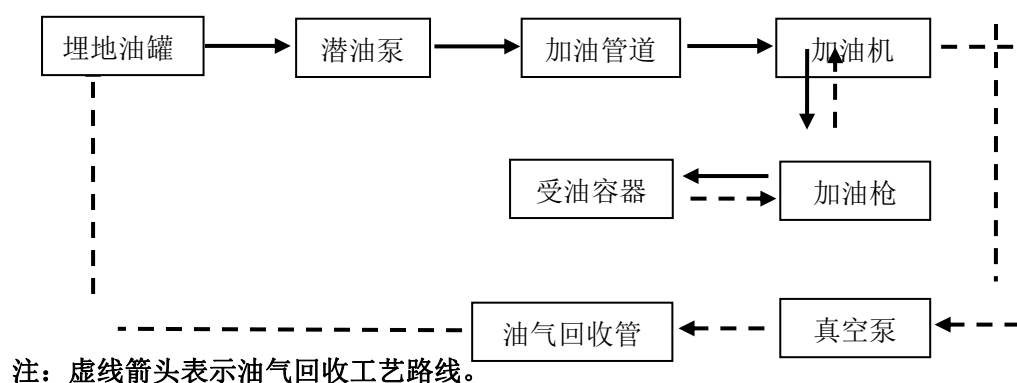 埋地油罐 潜油泵 加油管道 加油机
受油容器 加油枪
油气回收管 真空泵
注：虚线箭头表示油气回收工艺路线。